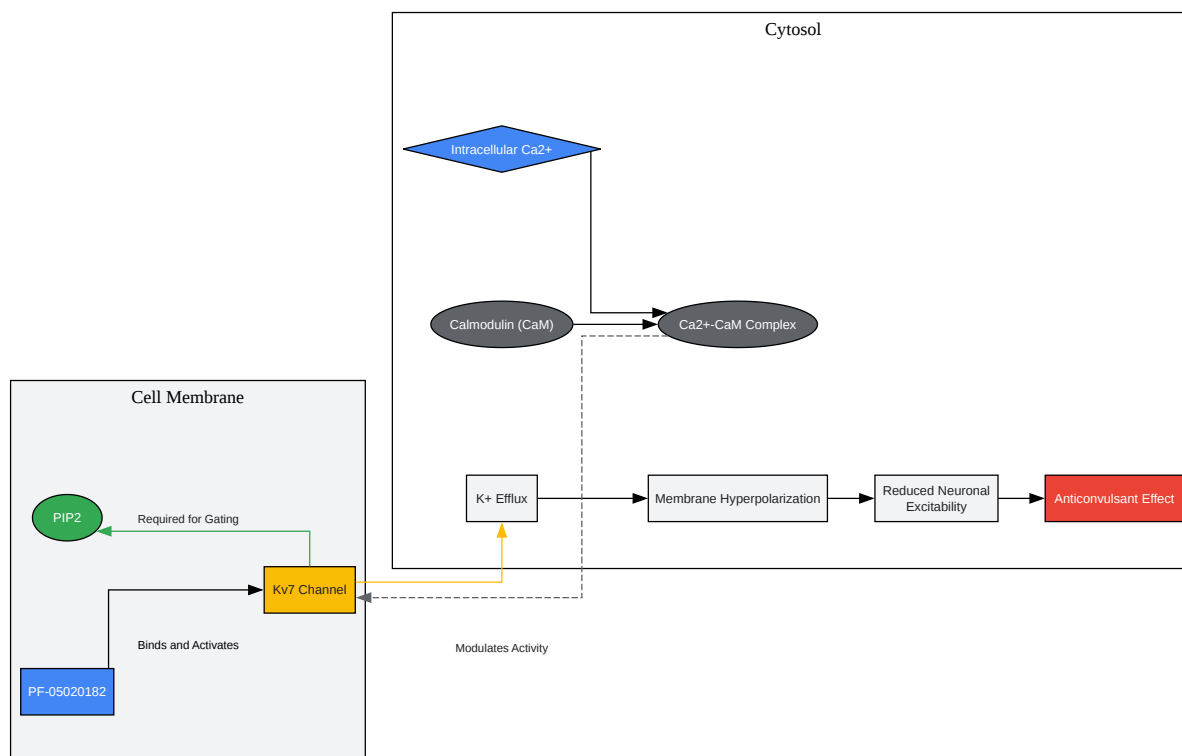 Cytosol
Intracellular Ca2+
Calmodulin (CaM)
Ca2+-CaM Complex
Cell Membrane
K+ Efflux
Membrane Hyperpolarization
Reduced Neuronal
Excitability
Anticonvulsant Effect
PIP2
Required for Gating
Kv7 Channel
Binds and Activates
Modulates Activity
PF-05020182